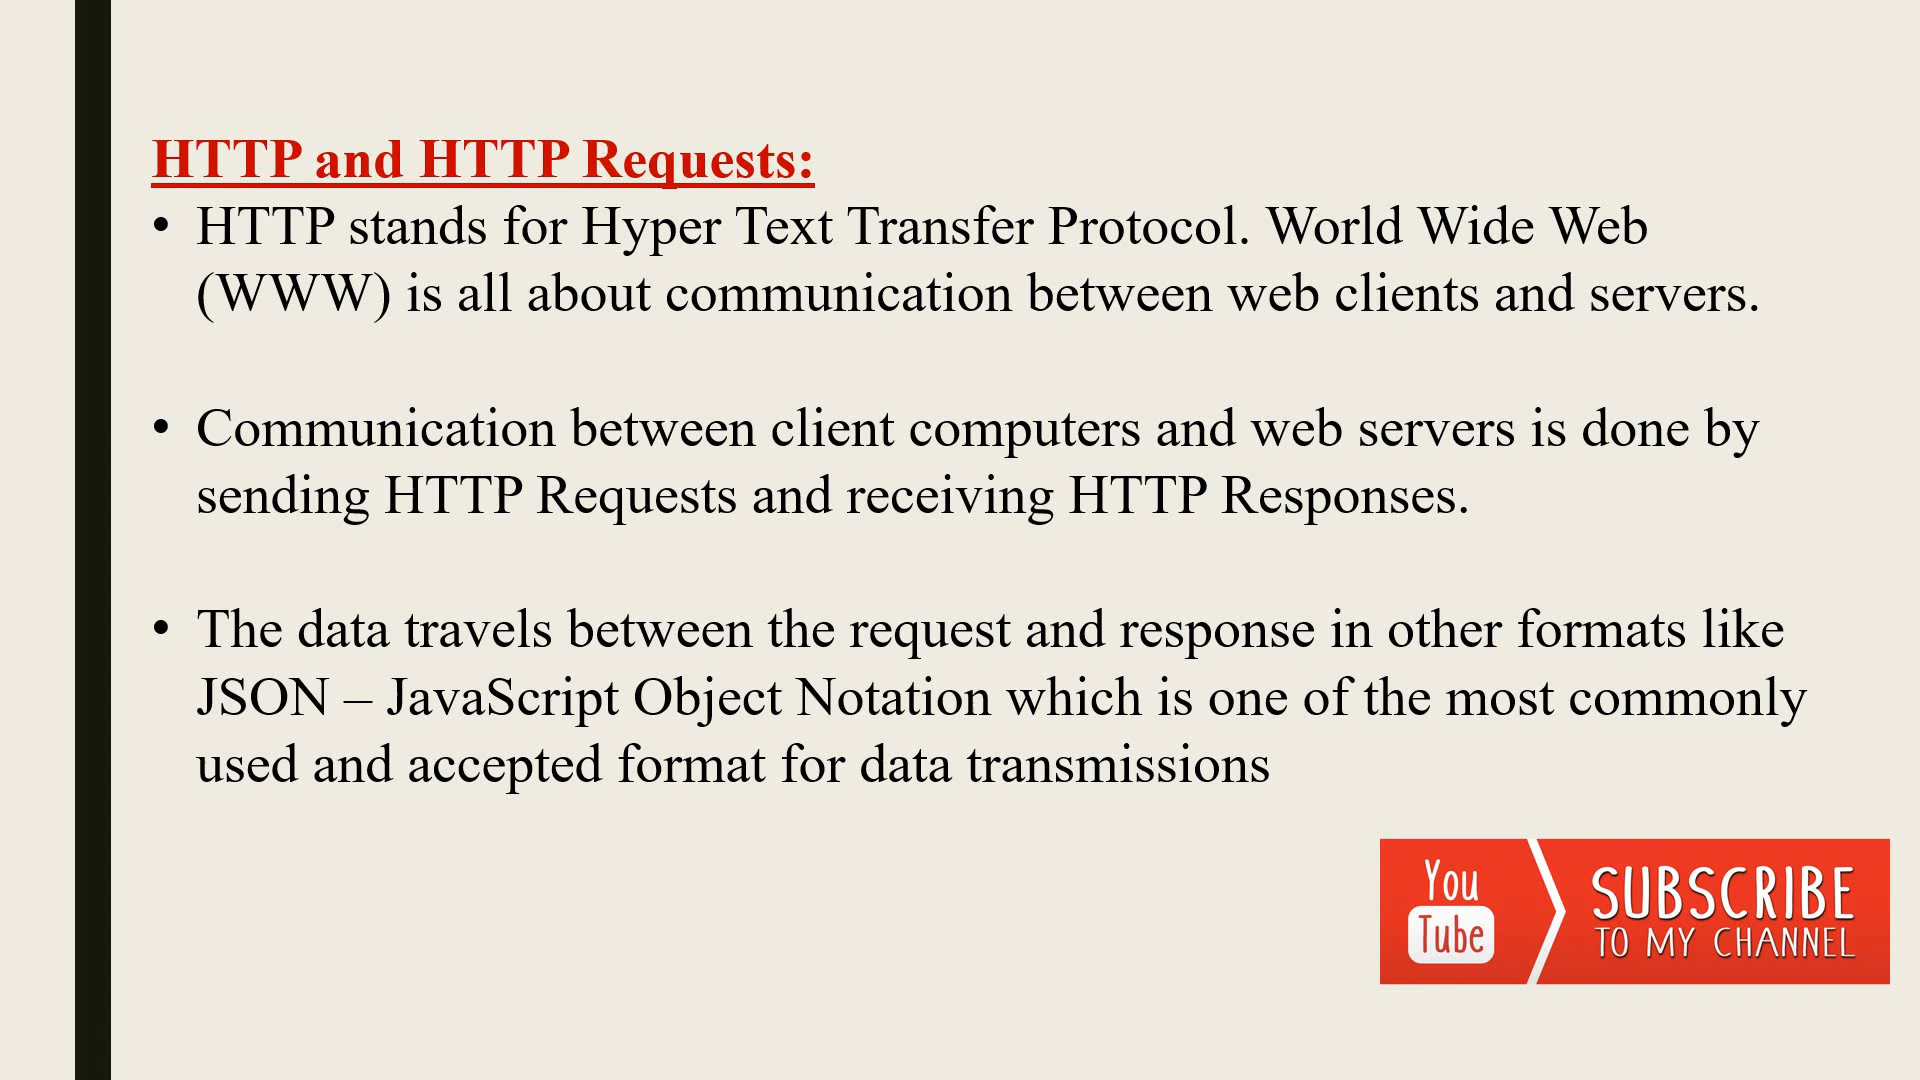 HTTP and HTTP Requests:
• HTTP stands for Hyper Text Transfer Protocol. World Wide Web
(WWW) is all about communication between web clients and servers.
• Communication between client computers and web servers is done by
sending HTTP Requests and receiving HTTP Responses.
• The data travels between the request and response in other formats like
JSON – JavaScript Object Notation which is one of the most commonly
used and accepted format for data transmissions
You
Tube
SUBSCRIBE
TO MY CHANNEL